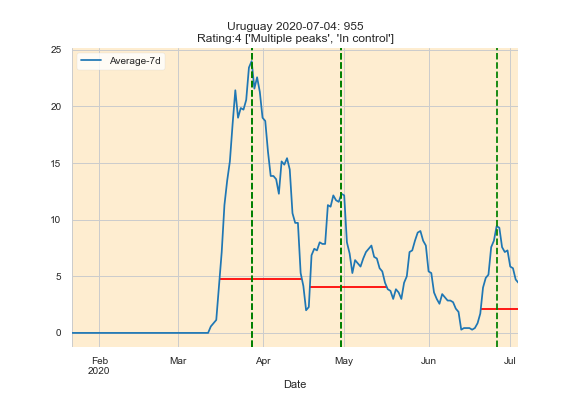 Uruguay 2020-07-04: 955
Rating:4 ['Multiple peaks', 'In control']
Average-7d
25
20
15
10
5
0
Feb
2020
Mar
Apr
May
Jun
Jul
Date